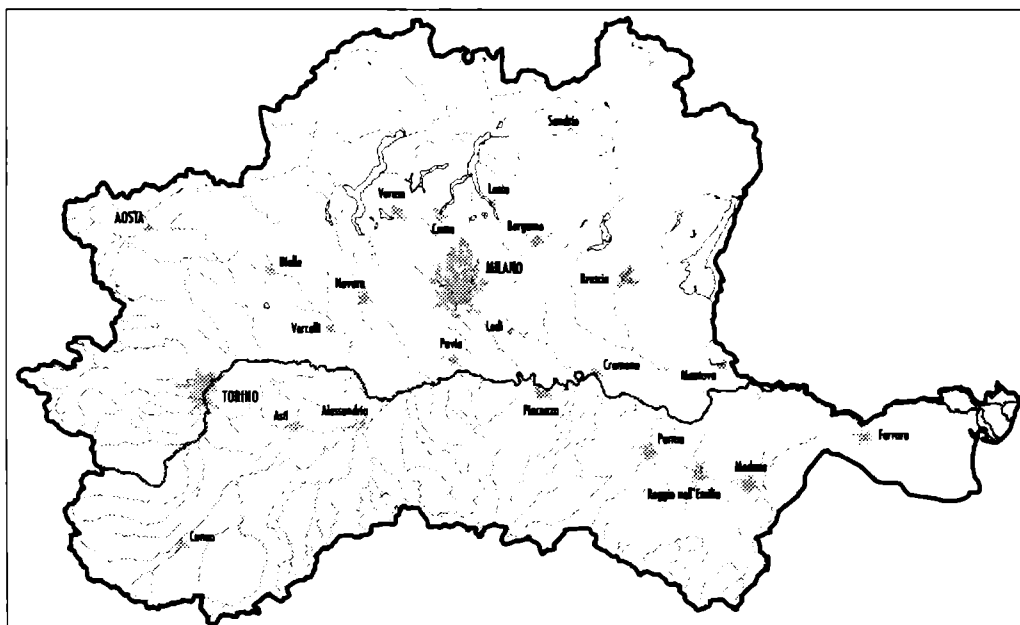 Sondrio
Varese
Lecco
AOSTA
Como
Bergamo
Biella
MILANO
Novara
Brescia
Vercelli
Lodi
Pavia
Cremona
Mantova
TORINO
Asti
Alessandria
Piacenza
Ferrara
Parma
Modena
Reggio nell'Emilia
Cuneo